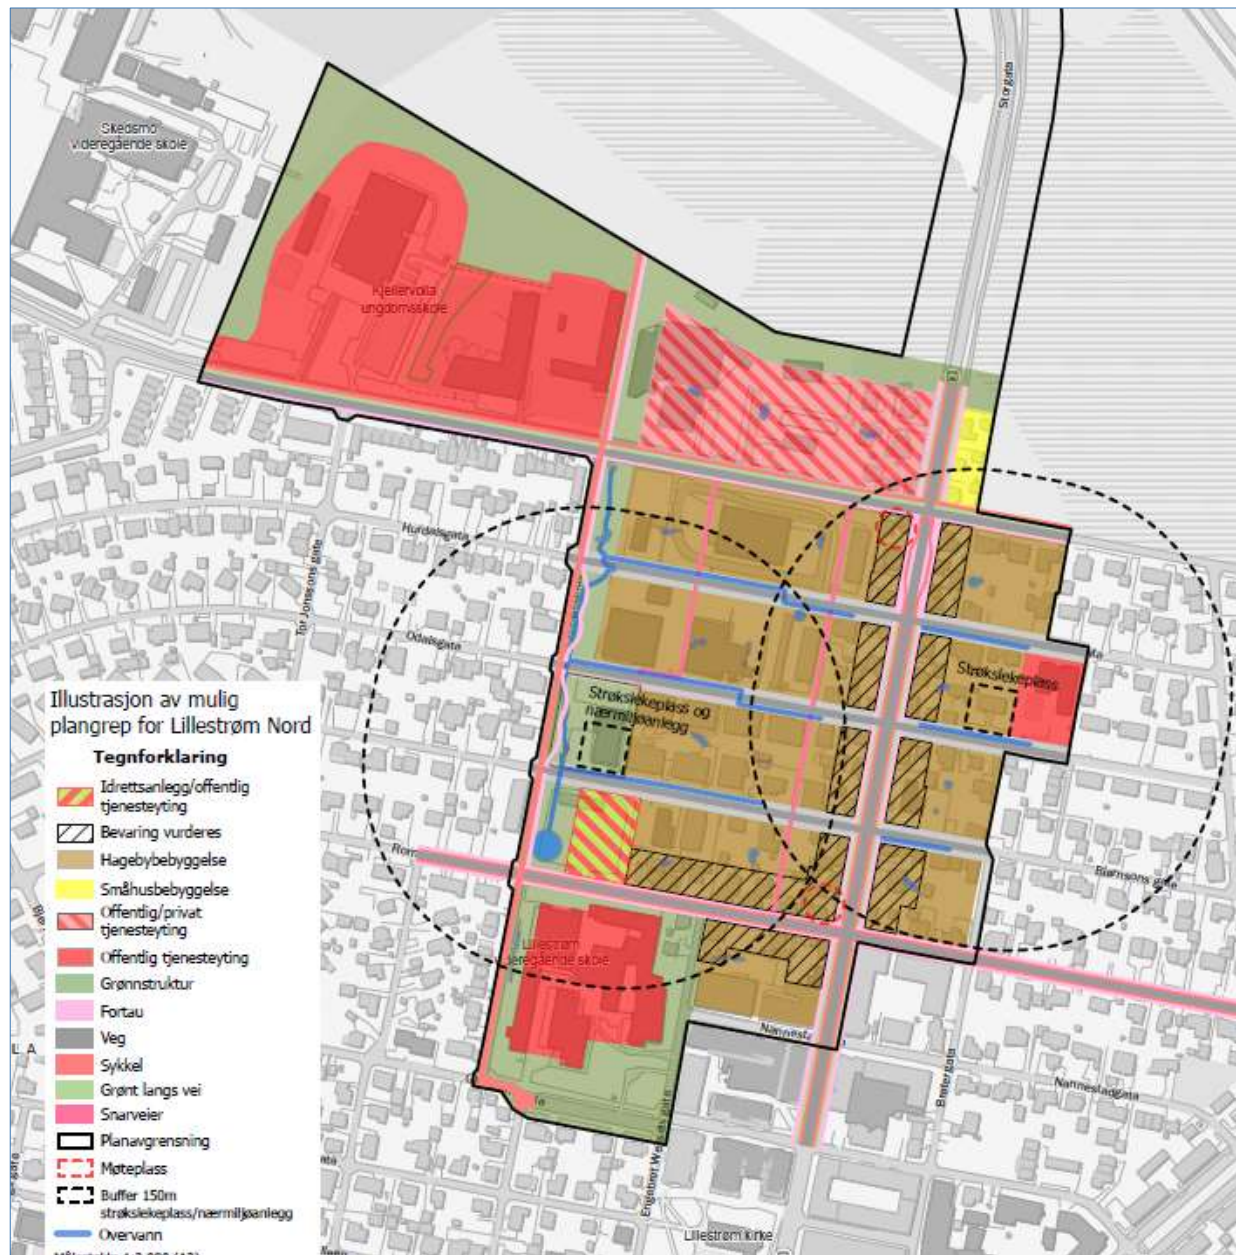 Storgata
Skedsmo
videregående skole
Kjellervolla
ungdomsskole
Hurdalsgata
Tor Jonssons gate
Odalsgata
Strøkslekeplass
Strøkslekeplass og
nærmiljøanlegg
Bjørnsons gate
Lillestrøm
videregående skole
Nannestadgata
Brøtergata
Lillestrøm kirke
Illustrasjon av mulig
plangrep for Lillestrøm Nord
Tegnforklaring
Idrettsanlegg/offentlig
tjenesteyting
Bevaring vurderes
Hagebybebyggelse
Småhusbebyggelse
Offentlig/privat
tjenesteyting
Offentlig tjenesteyting
Grønnstruktur
Fortau
Veg
Sykkel
Grønt langs vei
Snarveier
Planavgrensning
Møteplass
Buffer 150m
strøkslekeplass/nærmiljøanlegg
Overvann